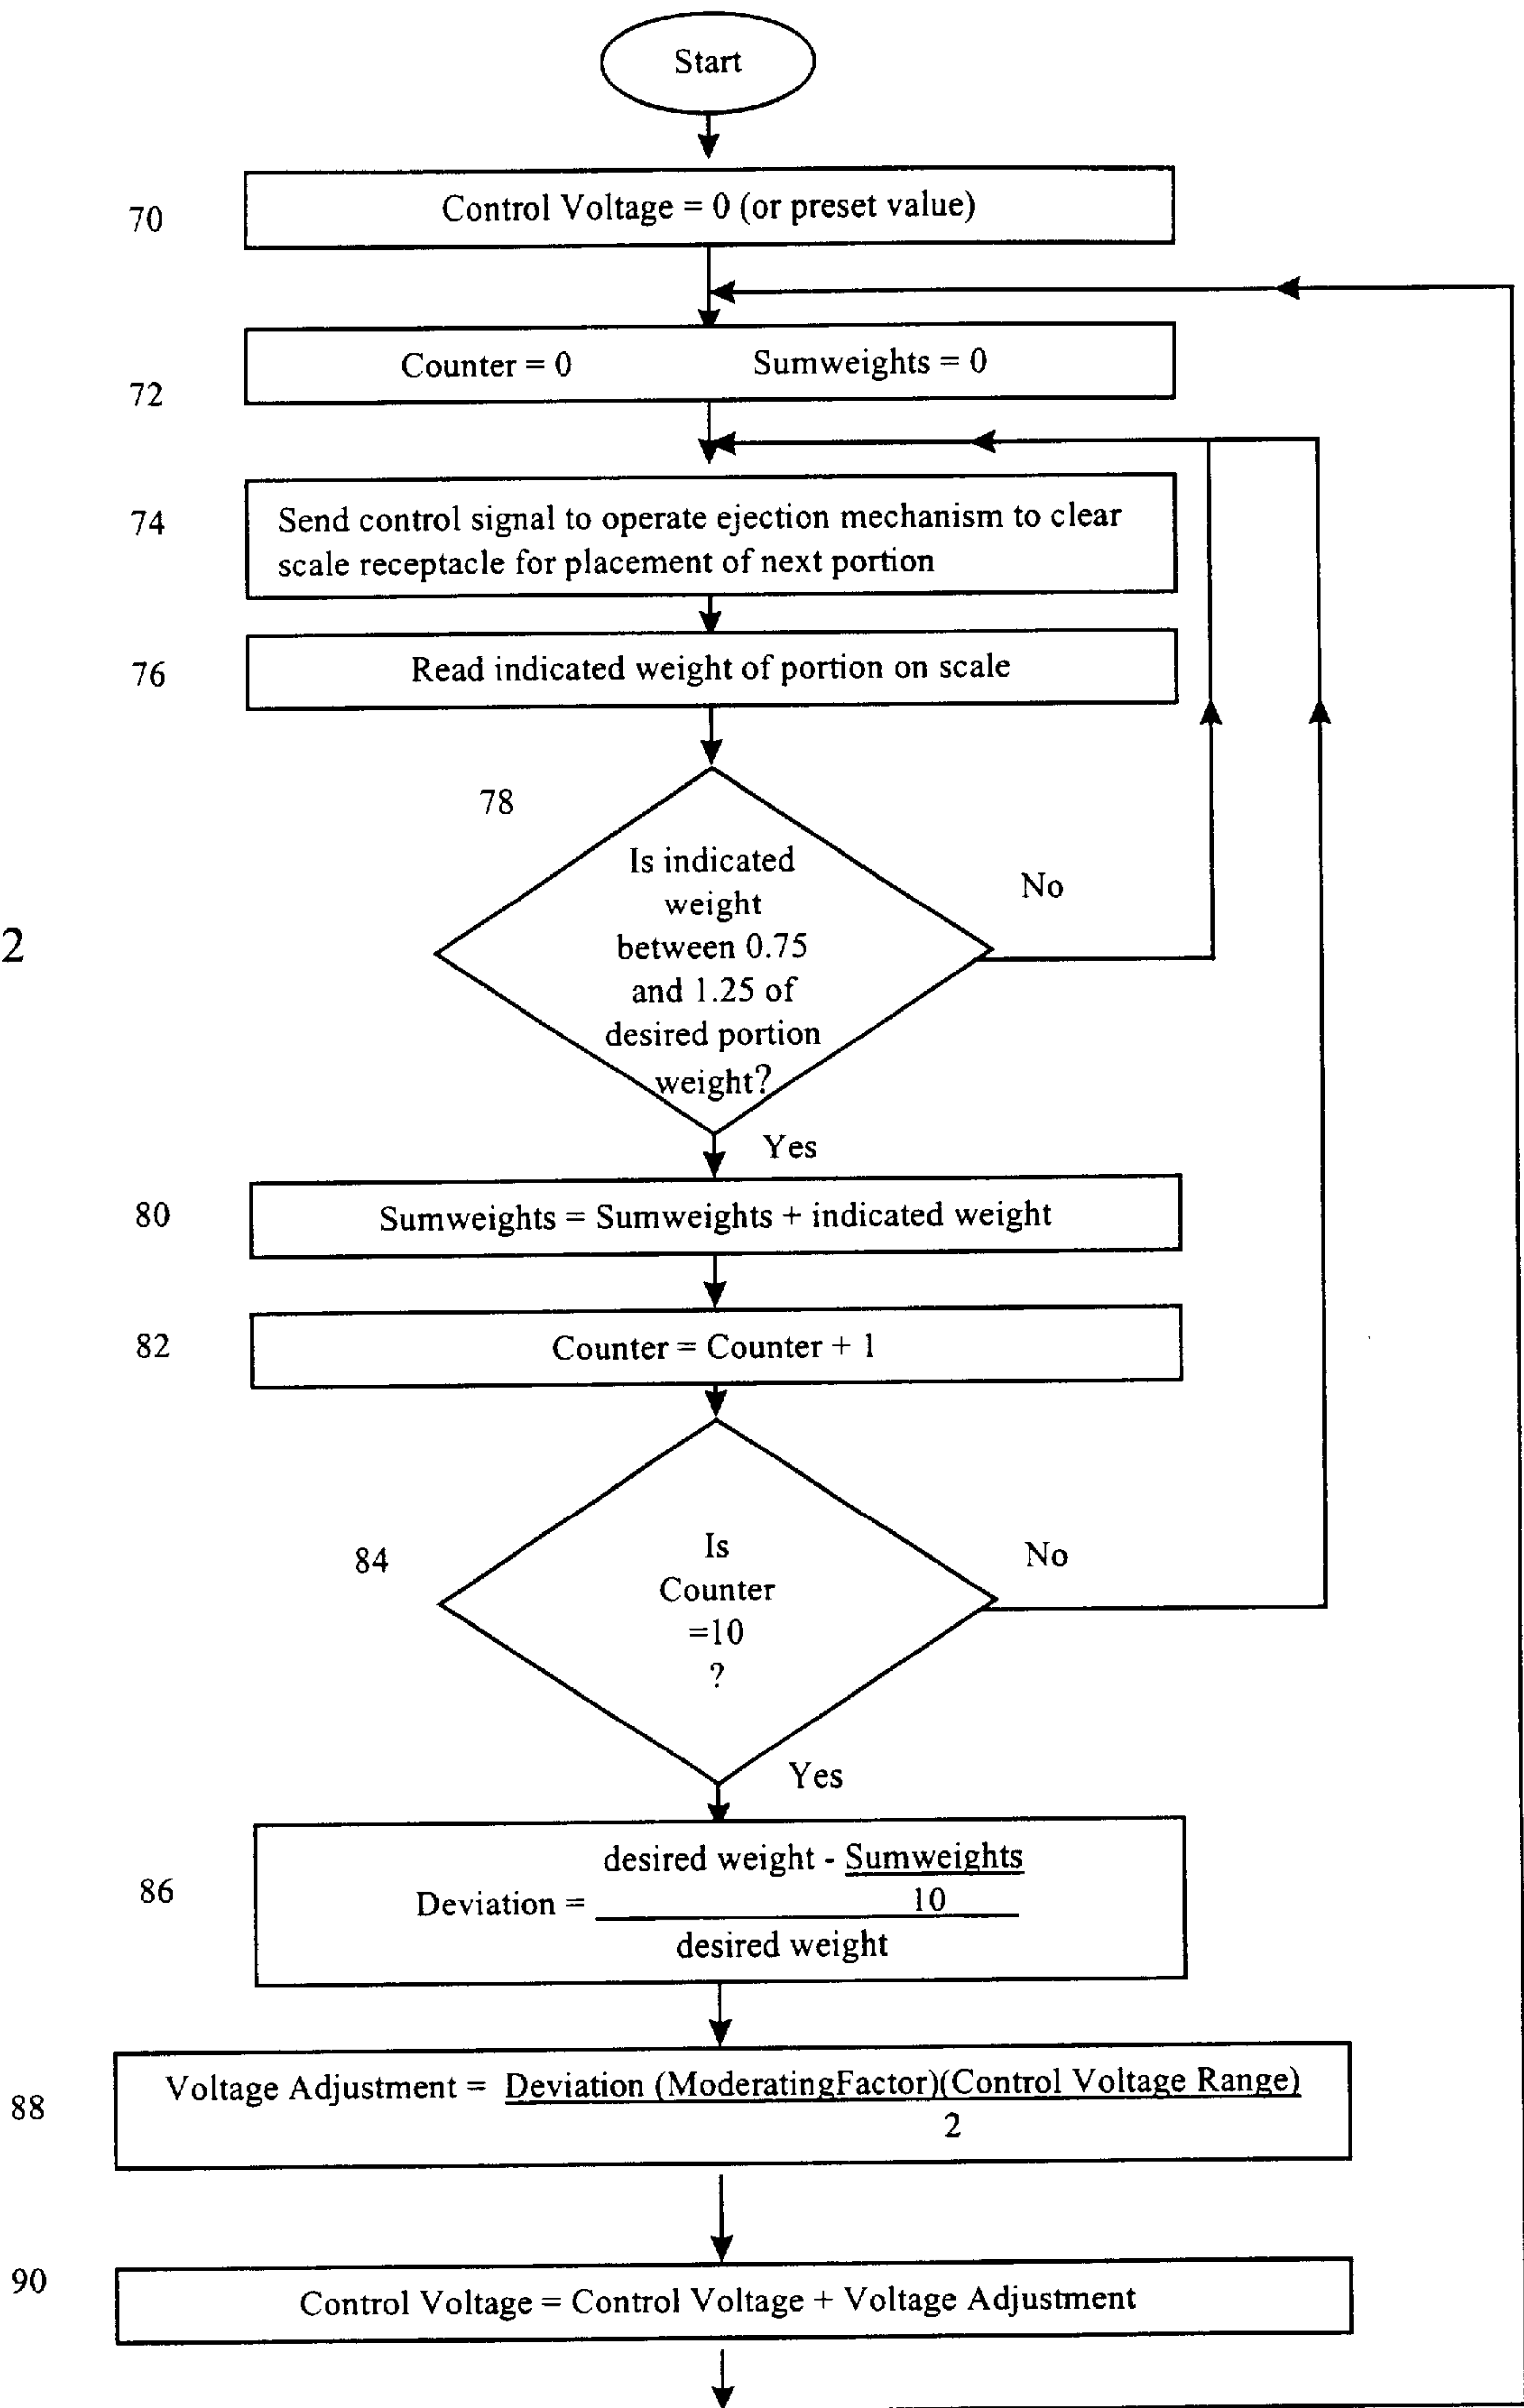 Start
70
Control Voltage = 0 (or preset value)
72
Counter = 0 Sumweights = 0
74
Send control signal to operate ejection mechanism to clear
scale receptacle for placement of next portion
76
Read indicated weight of portion on scale
78
Is indicated
weight
between 0.75
and 1.25 of
desired portion
weight?
No
2
Yes
80
Sumweights = Sumweights + indicated weight
82
Counter = Counter + 1
84
Is
Counter
=10
?
No
Yes
86
desired weight - Sumweights
Deviation =
10
desired weight
88
Voltage Adjustment = Deviation (ModeratingFactor)(Control Voltage Range)
2
90
Control Voltage = Control Voltage + Voltage Adjustment